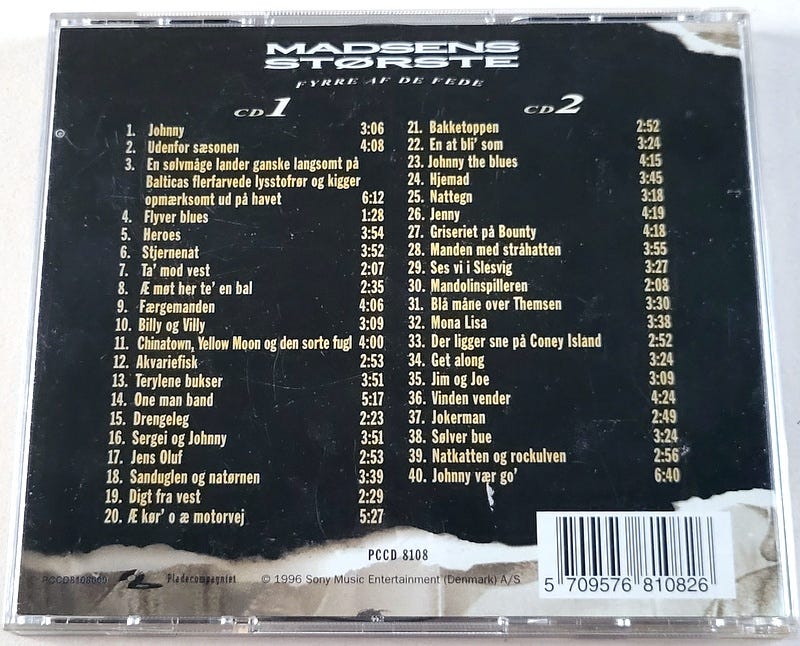 MADSENS
STØRSTE
FYRRE AF DE FEDE
CD 1
1. Johnny 3:06
2. Udenfor sæsonen 4:08
3. En sølvmåge lander ganske langsomt på
Balticas flerfarvede lysstofrør og kigger
opmærksomt ud på havet 6:12
4. Flyver blues 1:28
5. Heroes 3:54
6. Stjernenat 3:52
7. Ta' mod vest 2:07
8. Æ møt her te' en bal 2:35
9. Færgemanden 4:06
10. Billy og Villy 3:09
11. Chinatown, Yellow Moon og den sorte fugl 4:00
12. Akvariefisk 2:53
13. Terylene bukser 3:51
14. One man band 5:17
15. Drengeleg 2:23
16. Sergei og Johnny 3:51
17. Jens Oluf 2:53
18. Sanduglen og natørnen 3:39
19. Digt fra vest 2:29
20. Æ kør' o æ motorvej 5:27
CD 2
21. Bakketoppen 2:52
22. En at bli' som 3:24
23. Johnny the blues 4:15
24. Hjemad 3:45
25. Nattegn 3:18
26. Jenny 4:19
27. Griseriet på Bounty 4:18
28. Manden med stråhatten 3:55
29. Ses vi i Slesvig 3:27
30. Mandolinspilleren 2:08
31. Blå måne over Themsen 3:30
32. Mona Lisa 3:38
33. Der ligger sne på Coney Island 2:52
34. Get along 3:24
35. Jim og Joe 3:09
36. Vinden vender 4:24
37. Jokerman 2:49
38. Sølver bue 3:24
39. Natkatten og rockulven 2:56
40. Johnny vær go' 6:40
PCCD 8108
Pladecompagniet
© 1996 Sony Music Entertainment (Denmark) A/S
5 709576 810826